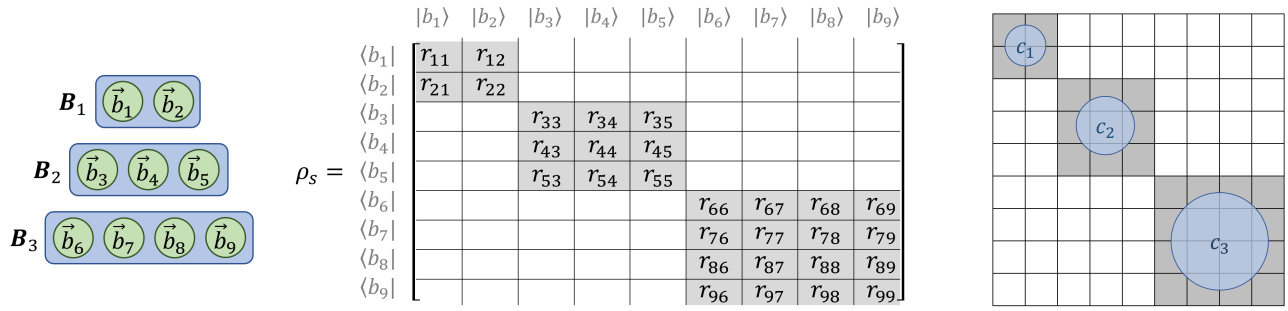 |b₁⟩ |b₂⟩ |b₃⟩ |b₄⟩ |b₅⟩ |b₆⟩ |b₇⟩ |b₈⟩ |b₉⟩
B₁ b⃗₁ b⃗₂
B₂ b⃗₃ b⃗₄ b⃗₅
B₃ b⃗₆ b⃗₇ b⃗₈ b⃗₉
ρₛ =
⟨b₁| r₁₁ r₁₂
⟨b₂| r₂₁ r₂₂
⟨b₃| r₃₃ r₃₄ r₃₅
⟨b₄| r₄₃ r₄₄ r₄₅
⟨b₅| r₅₃ r₅₄ r₅₅
⟨b₆| r₆₆ r₆₇ r₆₈ r₆₉
⟨b₇| r₇₆ r₇₇ r₇₈ r₇₉
⟨b₈| r₈₆ r₈₇ r₈₈ r₈₉
⟨b₉| r₉₆ r₉₇ r₉₈ r₉₉
c₁
c₂
c₃